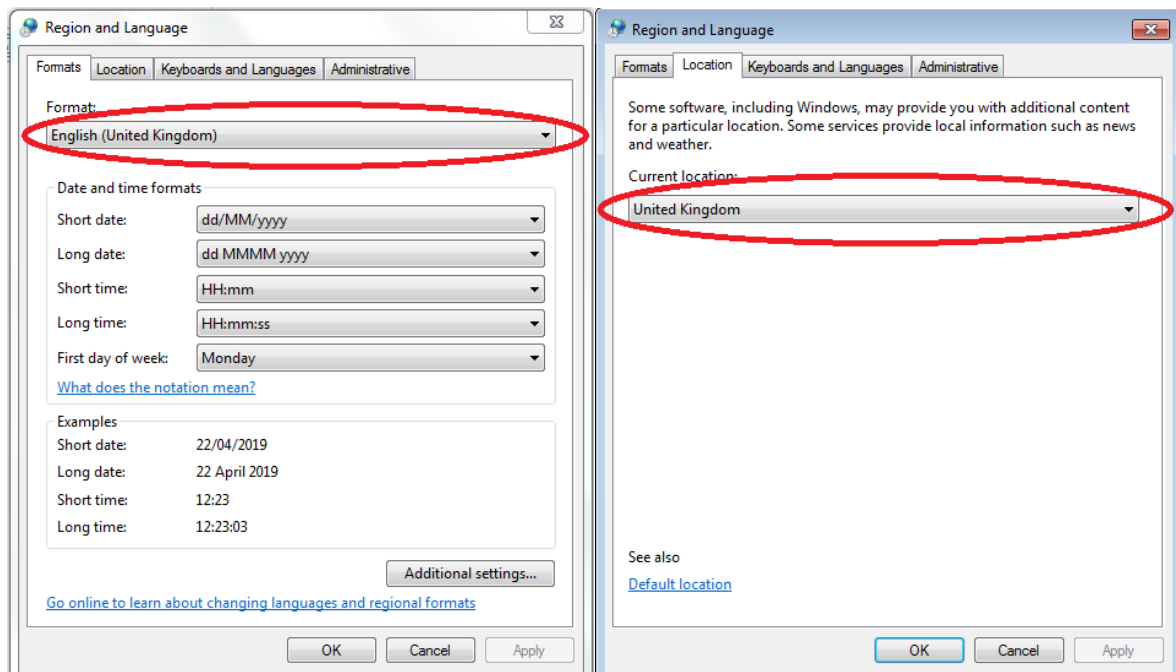 Region and Language
Formats Location Keyboards and Languages Administrative
Format:
English (United Kingdom)
Date and time formats
Short date: dd/MM/yyyy
Long date: dd MMMM yyyy
Short time: HH:mm
Long time: HH:mm:ss
First day of week: Monday
What does the notation mean?
Examples
Short date: 22/04/2019
Long date: 22 April 2019
Short time: 12:23
Long time: 12:23:03
Additional settings...
Go online to learn about changing languages and regional formats
OK Cancel Apply
Region and Language
Formats Location Keyboards and Languages Administrative
Some software, including Windows, may provide you with additional content
for a particular location. Some services provide local information such as news
and weather.
Current location:
United Kingdom
See also
Default location
OK Cancel Apply